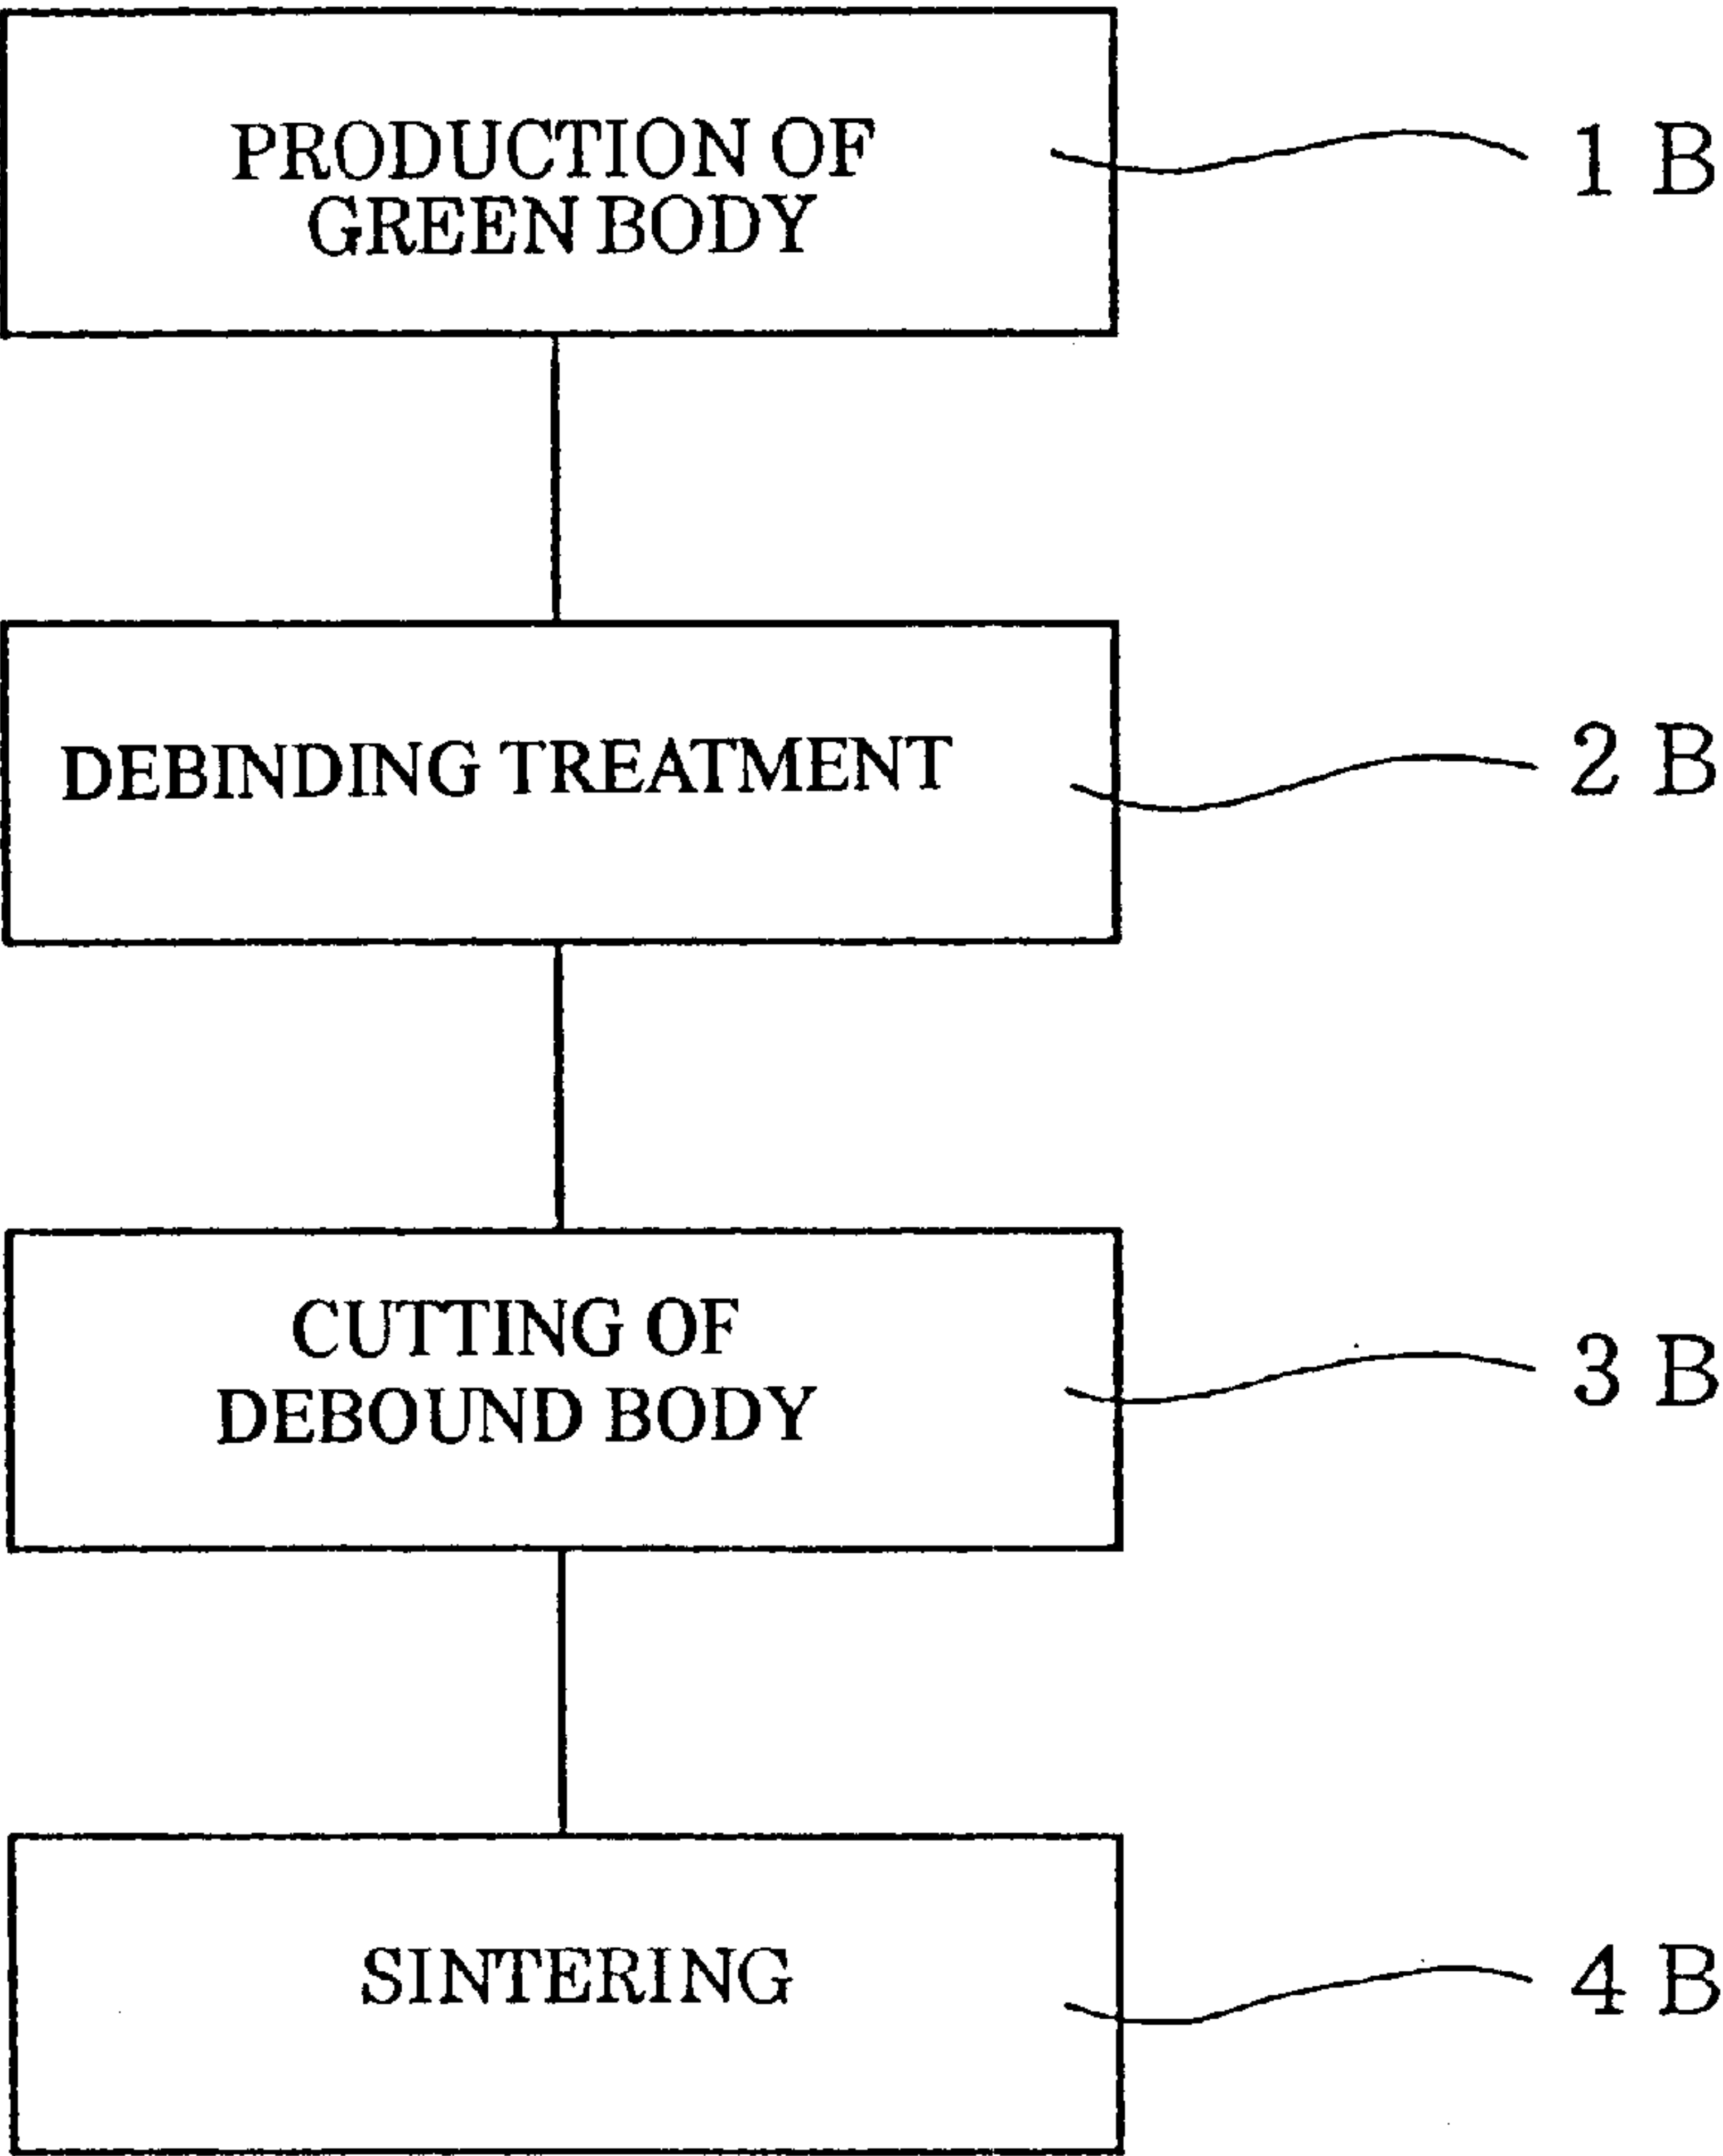 PRODUCTION OF
GREEN BODY
1 B
DEBINDING TREATMENT
2 B
CUTTING OF
DEBOUND BODY
3 B
SINTERING
4 B